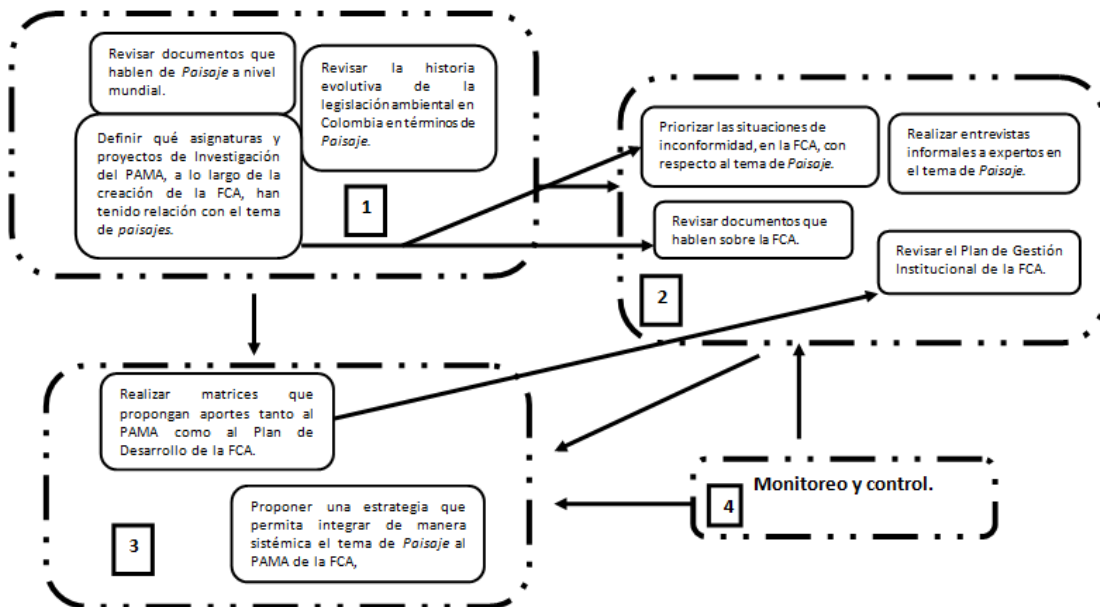 Revisar documentos que
hablen de Paisaje a nivel
mundial.
Revisar la historia
evolutiva de la
legislación ambiental en
Colombia en términos de
Paisaje.
Definir qué asignaturas y
proyectos de Investigación
del PAMA, a lo largo de la
creación de la FCA, han
tenido relación con el tema
de paisajes.
1
Priorizar las situaciones de
inconformidad, en la FCA, con
respecto al tema de Paisaje.
Realizar entrevistas
informales a expertos en
el tema de Paisaje.
Revisar documentos que
hablen sobre la FCA.
Revisar el Plan de Gestión
Institucional de la FCA.
2
Realizar matrices que
propongan aportes tanto al
PAMA como al Plan de
Desarrollo de la FCA.
Proponer una estrategia que
permita integrar de manera
sistémica el tema de Paisaje al
PAMA de la FCA,
3
Monitoreo y control.
4